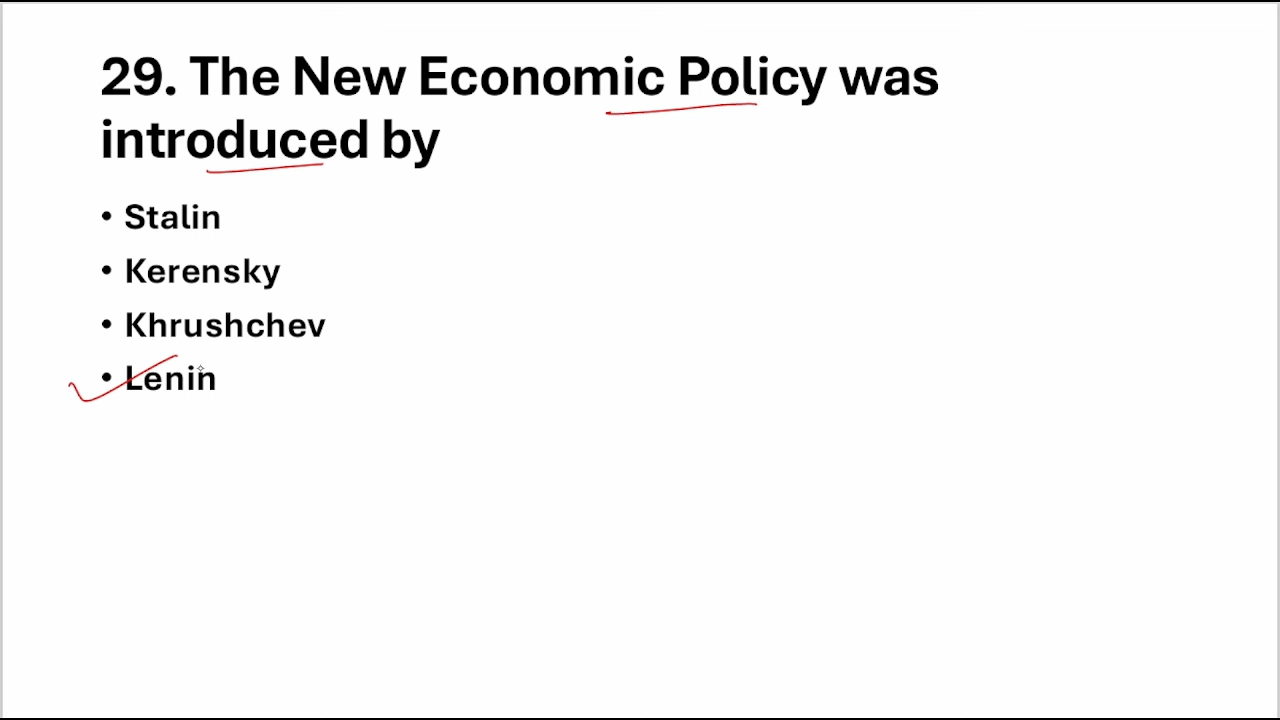 29. The New Economic Policy was
introduced by
• Stalin
• Kerensky
• Khrushchev
• Lenin